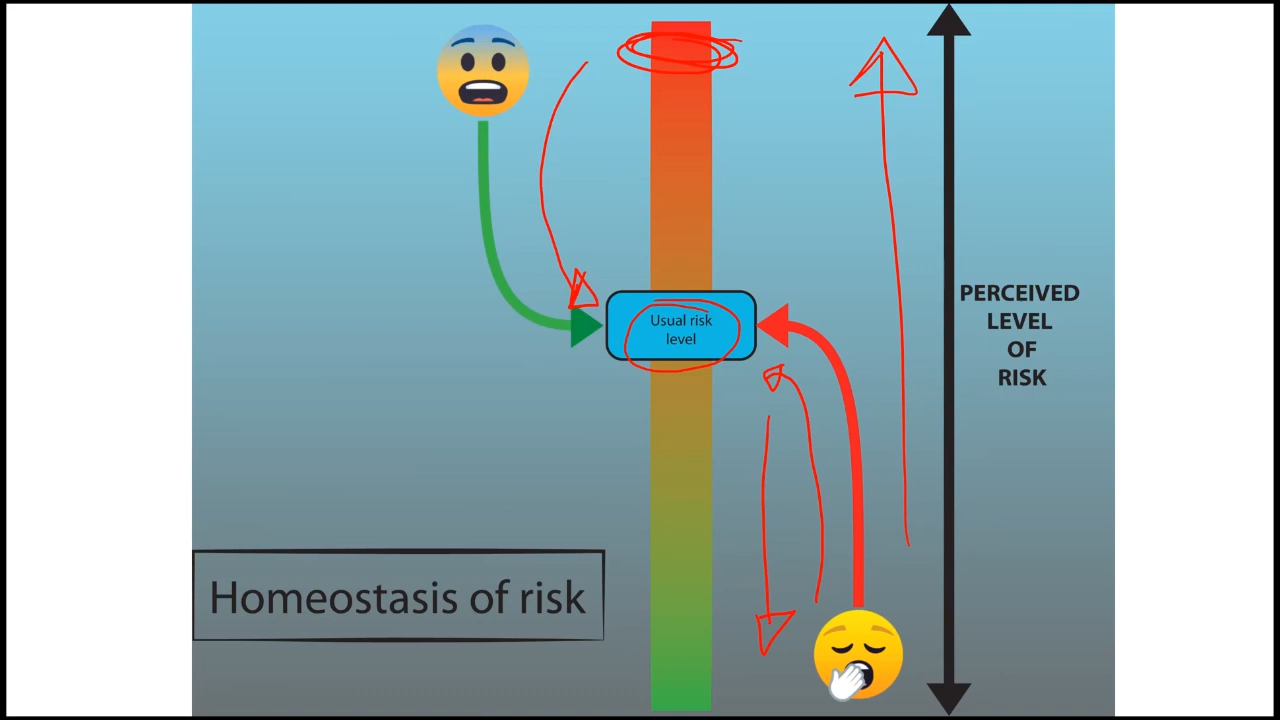 Usual risk
level
PERCEIVED
LEVEL
OF
RISK
Homeostasis of risk